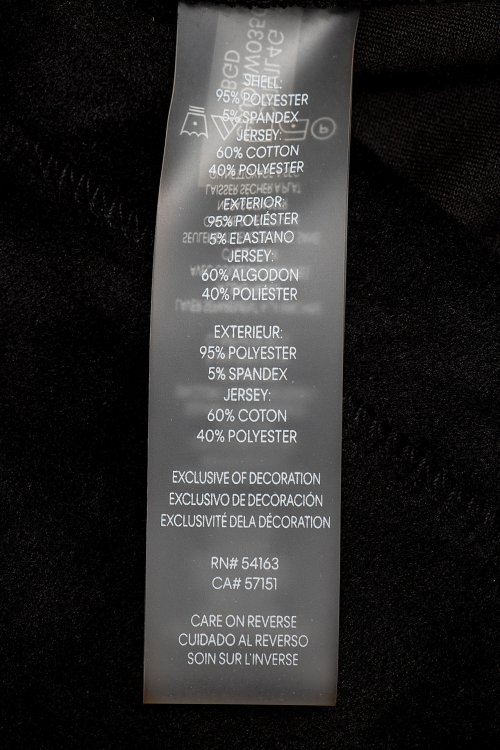 SHELL:
95% POLYESTER
5% SPANDEX
JERSEY:
60% COTTON
40% POLYESTER
EXTERIOR:
95% POLIÉSTER
5% ELASTANO
JERSEY:
60% ALGODON
40% POLIÉSTER
EXTERIEUR:
95% POLYESTER
5% SPANDEX
JERSEY:
60% COTON
40% POLYESTER
EXCLUSIVE OF DECORATION
EXCLUSIVO DE DECORACIÓN
EXCLUSIVITÉ DELA DÉCORATION
RN# 54163
CA# 57151
CARE ON REVERSE
CUIDADO AL REVERSO
SOIN SUR L'INVERSE